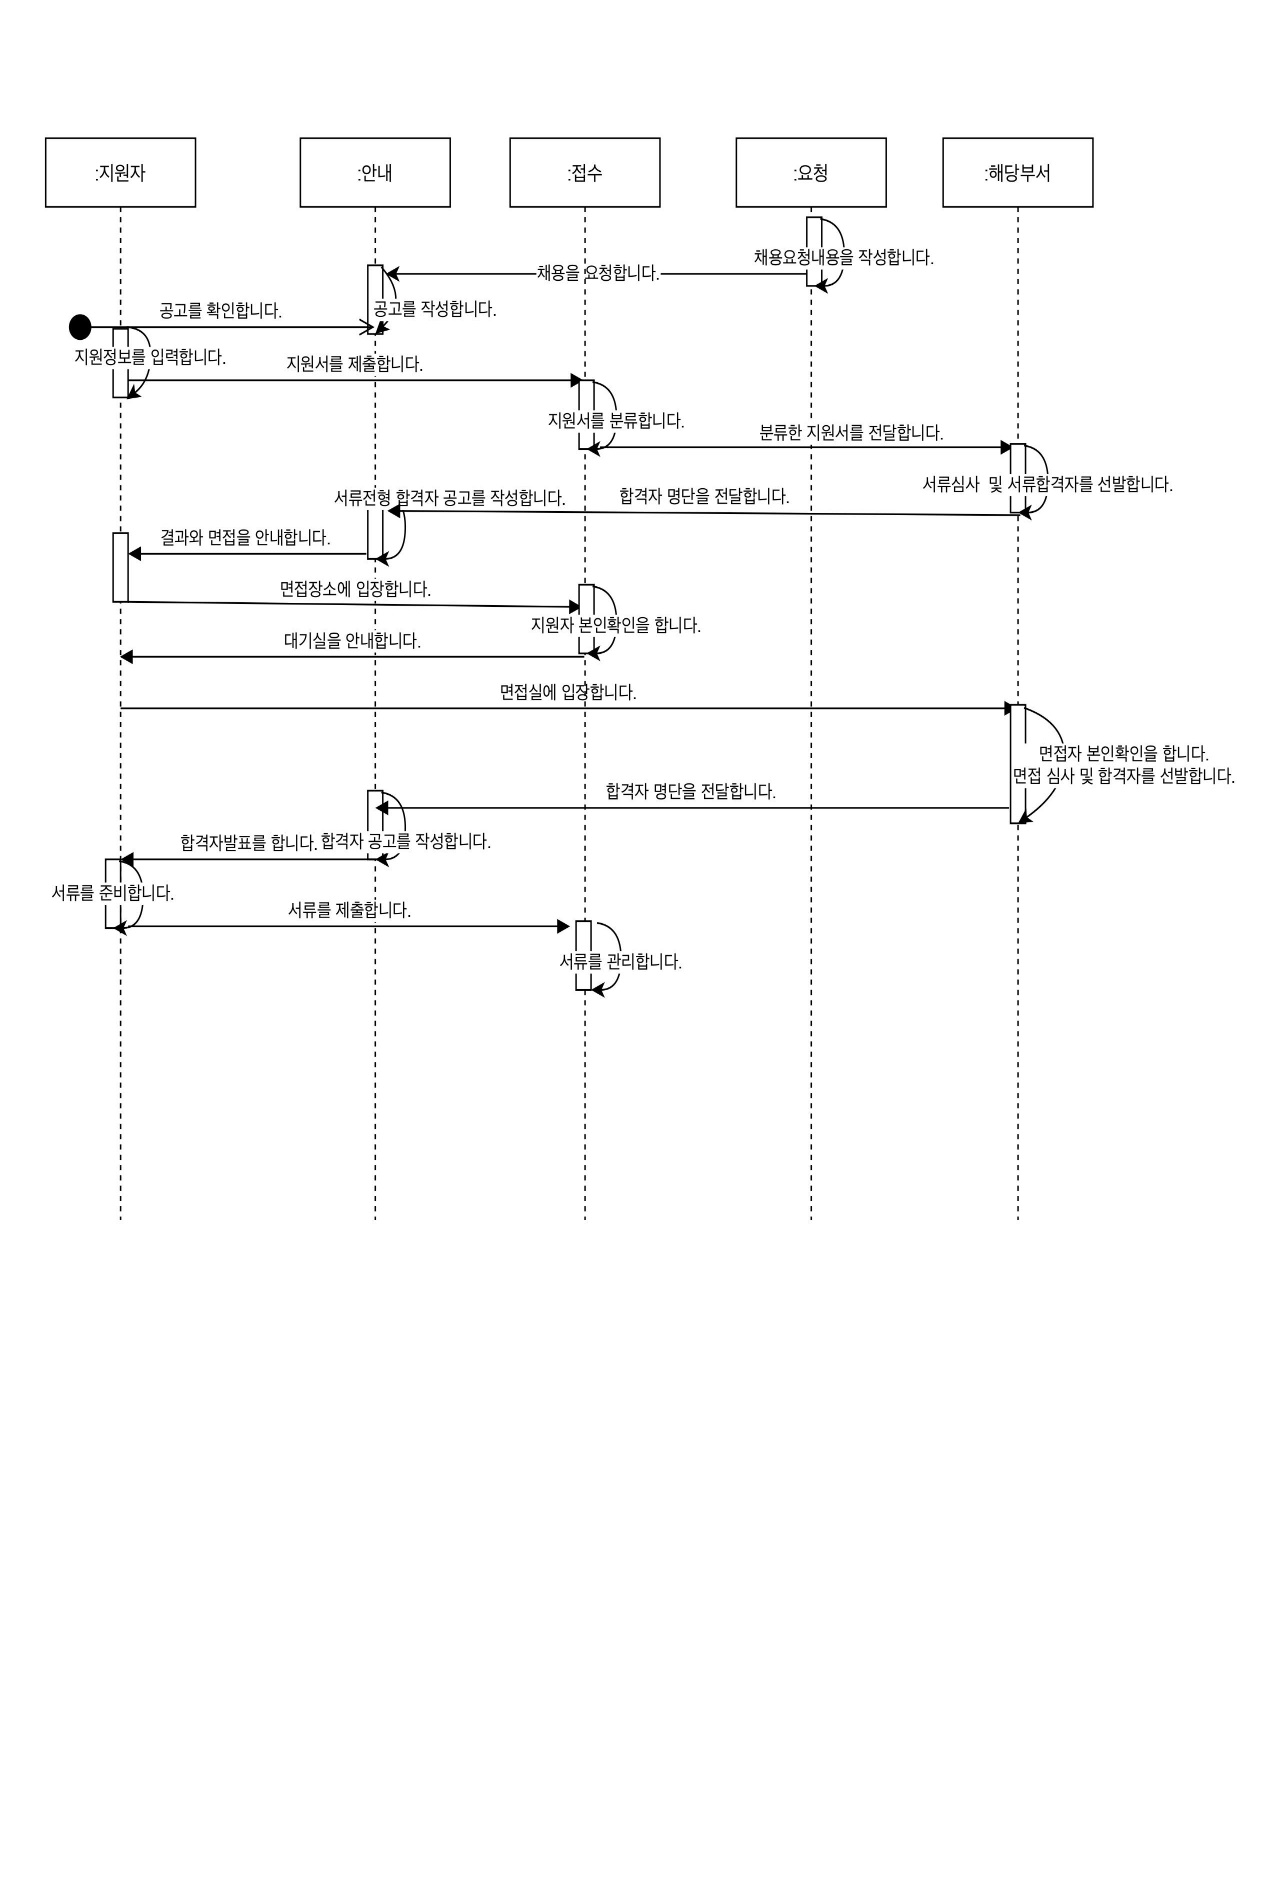 :지원자
:안내
:접수
:요청
:해당부서
채용요청내용을 작성합니다.
채용을 요청합니다.
공고를 확인합니다.
공고를 작성합니다.
지원정보를 입력합니다.
지원서를 제출합니다.
지원서를 분류합니다.
분류한 지원서를 전달합니다.
서류심사 및 서류합격자를 선발합니다.
합격자 명단을 전달합니다.
서류전형 합격자 공고를 작성합니다.
결과와 면접을 안내합니다.
면접장소에 입장합니다.
지원자 본인확인을 합니다.
대기실을 안내합니다.
면접실에 입장합니다.
면접자 본인확인을 합니다.
면접 심사 및 합격자를 선발합니다.
합격자 명단을 전달합니다.
합격자발표를 합니다.
합격자 공고를 작성합니다.
서류를 준비합니다.
서류를 제출합니다.
서류를 관리합니다.